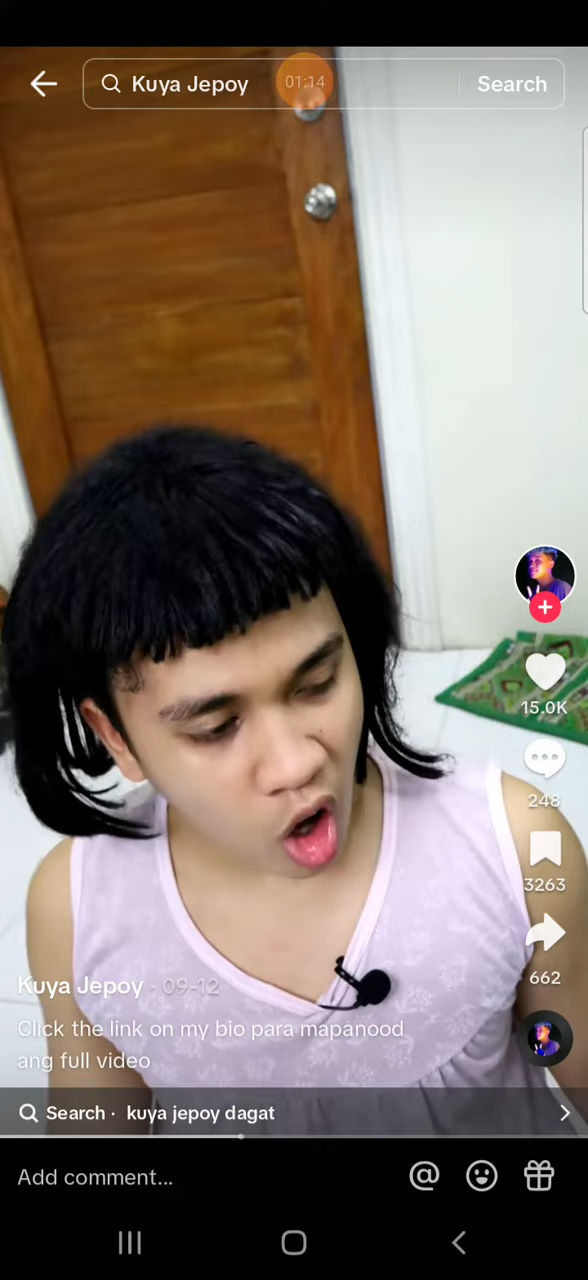 Kuya Jepoy
01:14
Search
15.0K
248
3263
662
Kuya Jepoy · 09-12
Click the link on my bio para mapanood
ang full video
Search · kuya jepoy dagat
Add comment...